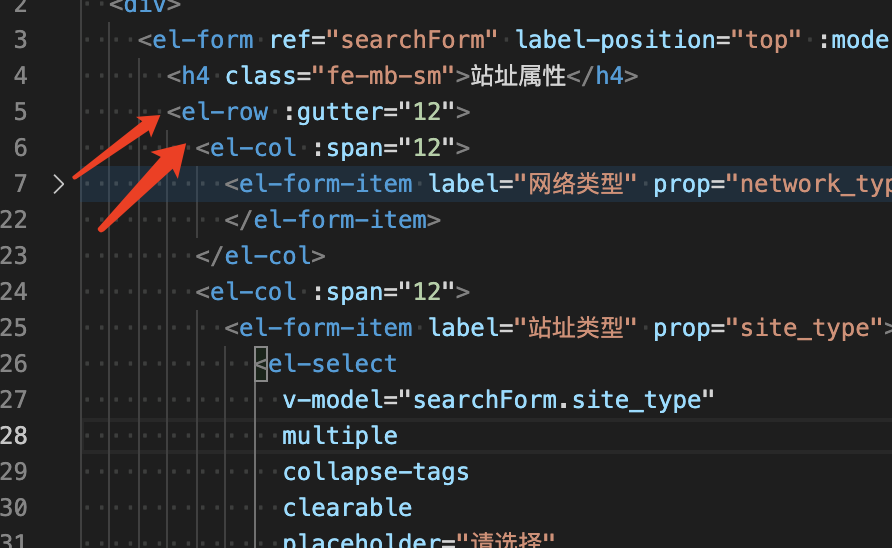 2 <div>
3 <el-form ref="searchForm" label-position="top" :mode
4 <h4 class="fe-mb-sm">站址属性</h4>
5 <el-row :gutter="12">
6 <el-col :span="12">
7 <el-form-item label="网络类型" prop="network_typ
22 </el-form-item>
23 </el-col>
24 <el-col :span="12">
25 <el-form-item label="站址类型" prop="site_type">
26 <el-select
27 v-model="searchForm.site_type"
28 multiple
29 collapse-tags
30 clearable
31 placeholder="请选择"